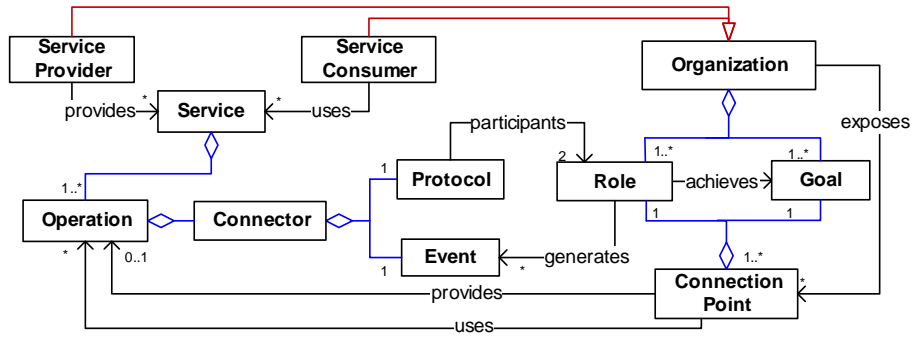 Service
Provider
Service
Consumer
Organization
provides
*
Service
*
uses
exposes
participants
1..*
1
Protocol
2
Role
1..*
achieves
1..*
Goal
Operation
Connector
1
1
*
0..1
1
Event
*
generates
1..*
Connection
Point
*
provides
uses